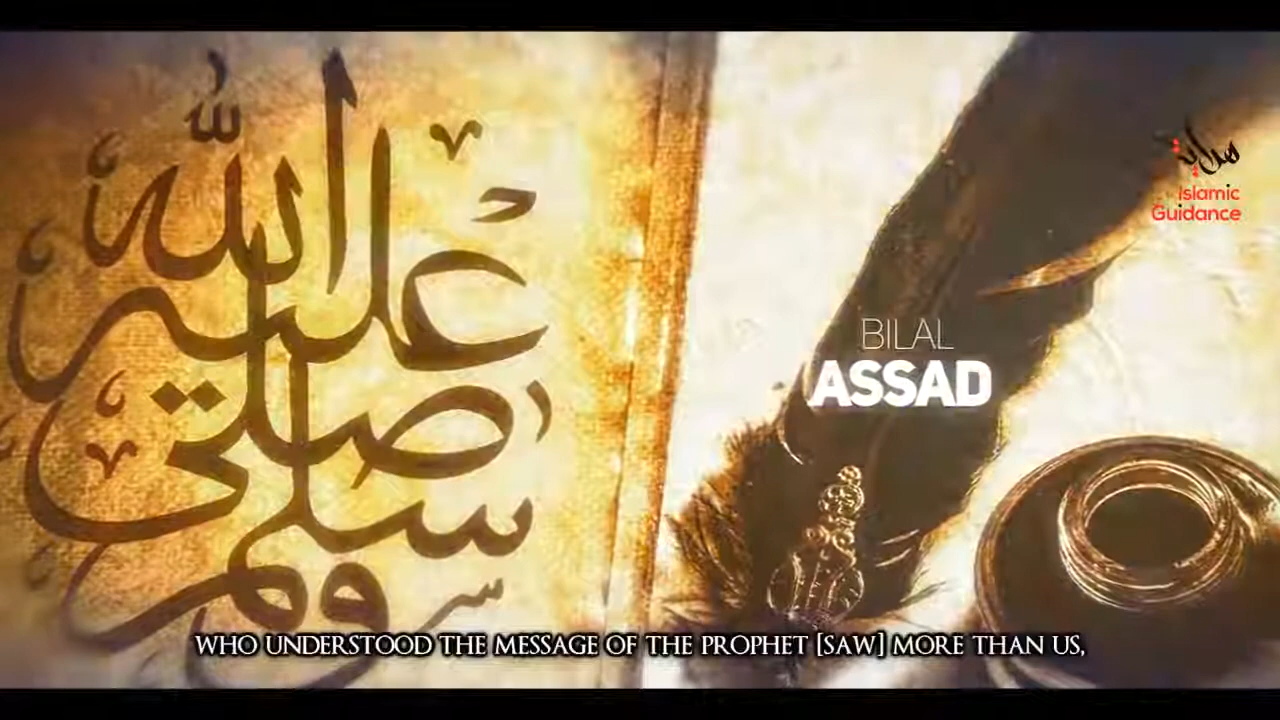 صلى الله عليه وسلم
هداية
Islamic
Guidance
BILAL
ASSAD
WHO UNDERSTOOD THE MESSAGE OF THE PROPHET [SAW] MORE THAN US,